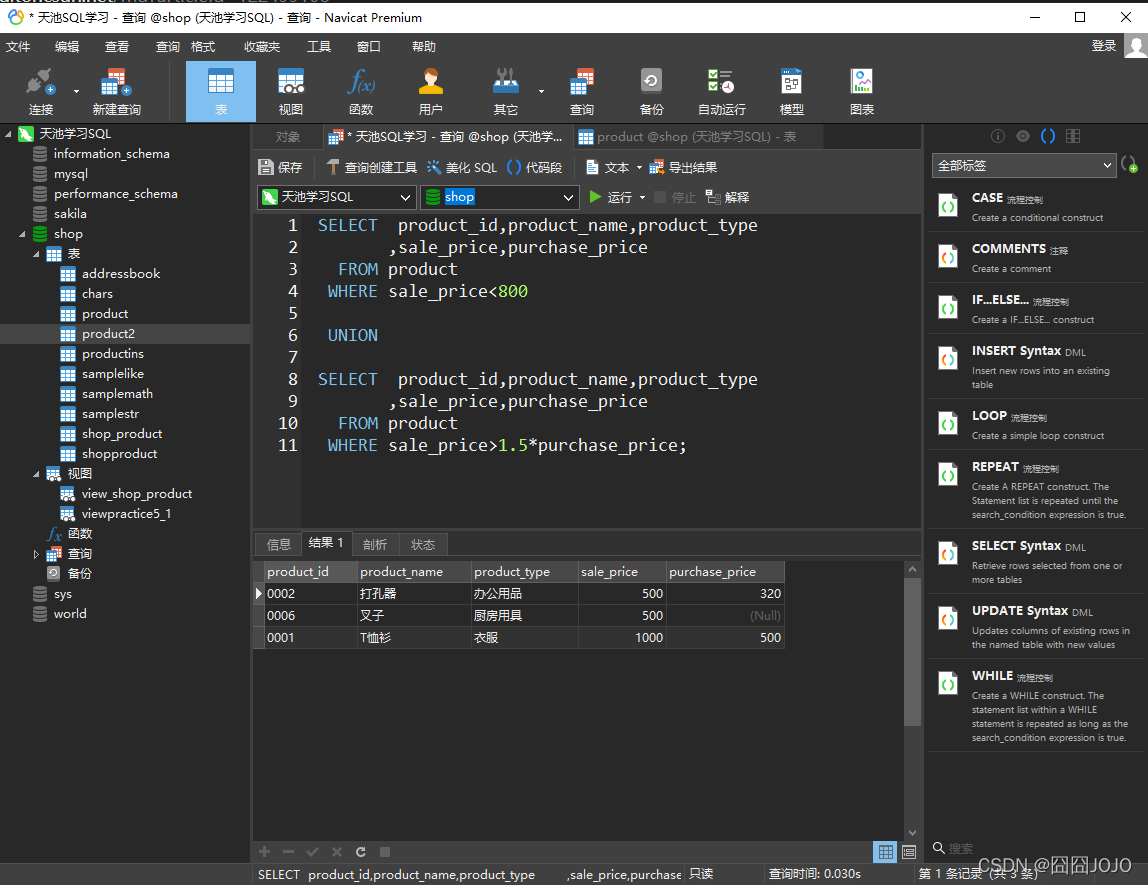 * 天池SQL学习 - 查询 @shop (天池学习SQL) - 查询 - Navicat Premium
文件 编辑 查看 查询 格式 收藏夹 工具 窗口 帮助 登录
连接 新建查询 表 视图 函数 用户 其它 查询 备份 自动运行 模型 图表
天池学习SQL
information_schema
mysql
performance_schema
sakila
shop
表
addressbook
chars
product
product2
productins
samplelike
samplemath
samplestr
shop_product
shopproduct
视图
view_shop_product
viewpractice5_1
函数
查询
备份
sys
world
对象 * 天池SQL学习 - 查询 @shop (天池学... product @shop (天池学习SQL) - 表
保存 查询创建工具 美化 SQL 代码段 文本 导出结果
天池学习SQL shop 运行 停止 解释
1 SELECT product_id,product_name,product_type
2 ,sale_price,purchase_price
3 FROM product
4 WHERE sale_price<800
5
6 UNION
7
8 SELECT product_id,product_name,product_type
9 ,sale_price,purchase_price
10 FROM product
11 WHERE sale_price>1.5*purchase_price;
信息 结果 1 剖析 状态
product_id product_name product_type sale_price purchase_price
0002 打孔器 办公用品 500 320
0006 叉子 厨房用具 500 (Null)
0001 T恤衫 衣服 1000 500
SELECT product_id,product_name,product_type ,sale_price,purchase 只读 查询时间: 0.030s 第 1 条记录 (共 3 条)
全部标签
CASE 流程控制
Create a conditional construct
COMMENTS 注释
Create a comment
IF...ELSE... 流程控制
Create a IF...ELSE... construct
INSERT Syntax DML
Insert new rows into an existing
table
LOOP 流程控制
Create a simple loop construct
REPEAT 流程控制
Create A REPEAT construct. The
Statement list is repeated until the
search_condition expression is true.
SELECT Syntax DML
Retrieve rows selected from one or
more tables
UPDATE Syntax DML
Updates columns of existing rows in
the named table with new values
WHILE 流程控制
Create a WHILE construct. The
statement list within a WHILE
statement is repeated as long as the
search_condition expression is true.
搜索
CSDN @囧囧JOJO